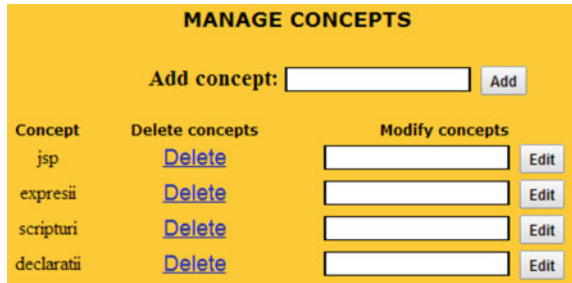 MANAGE CONCEPTS
Add concept: Add
Concept Delete concepts Modify concepts
jsp Delete Edit
expresii Delete Edit
scripturi Delete Edit
declaratii Delete Edit